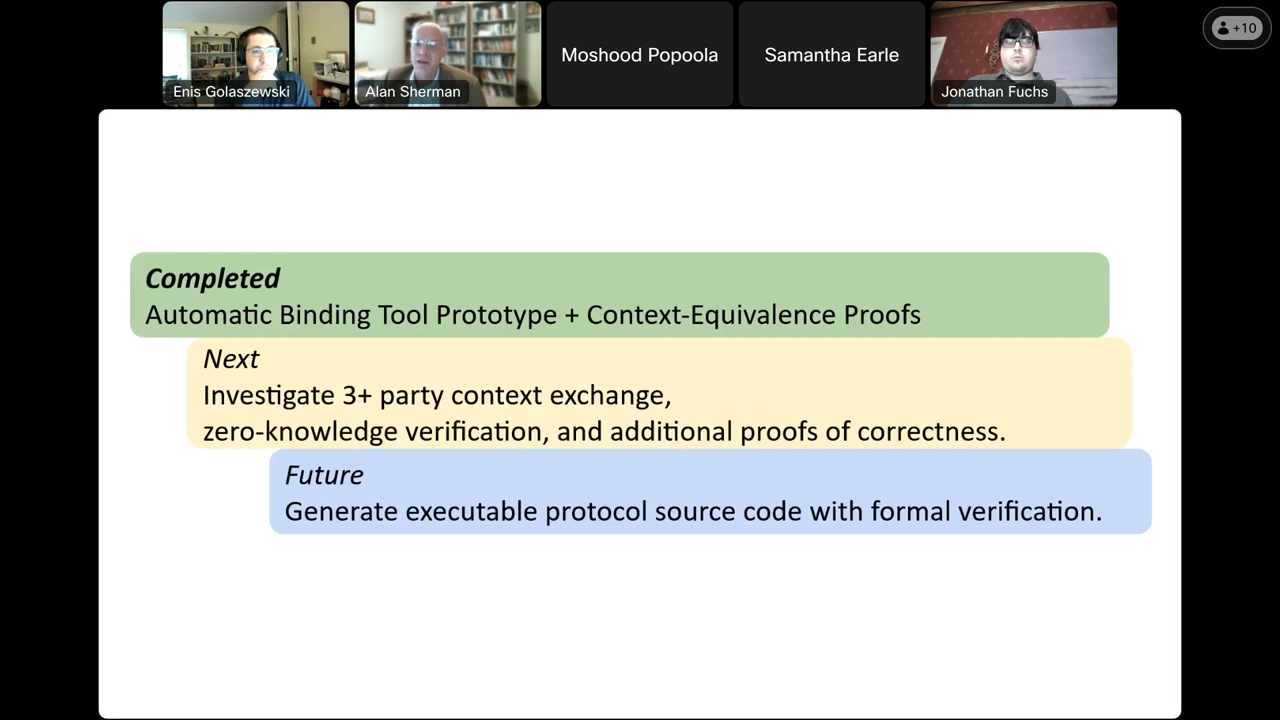 Enis Golaszewski
Alan Sherman
Moshood Popoola
Samantha Earle
Jonathan Fuchs
+10
Completed
Automatic Binding Tool Prototype + Context-Equivalence Proofs
Next
Investigate 3+ party context exchange,
zero-knowledge verification, and additional proofs of correctness.
Future
Generate executable protocol source code with formal verification.